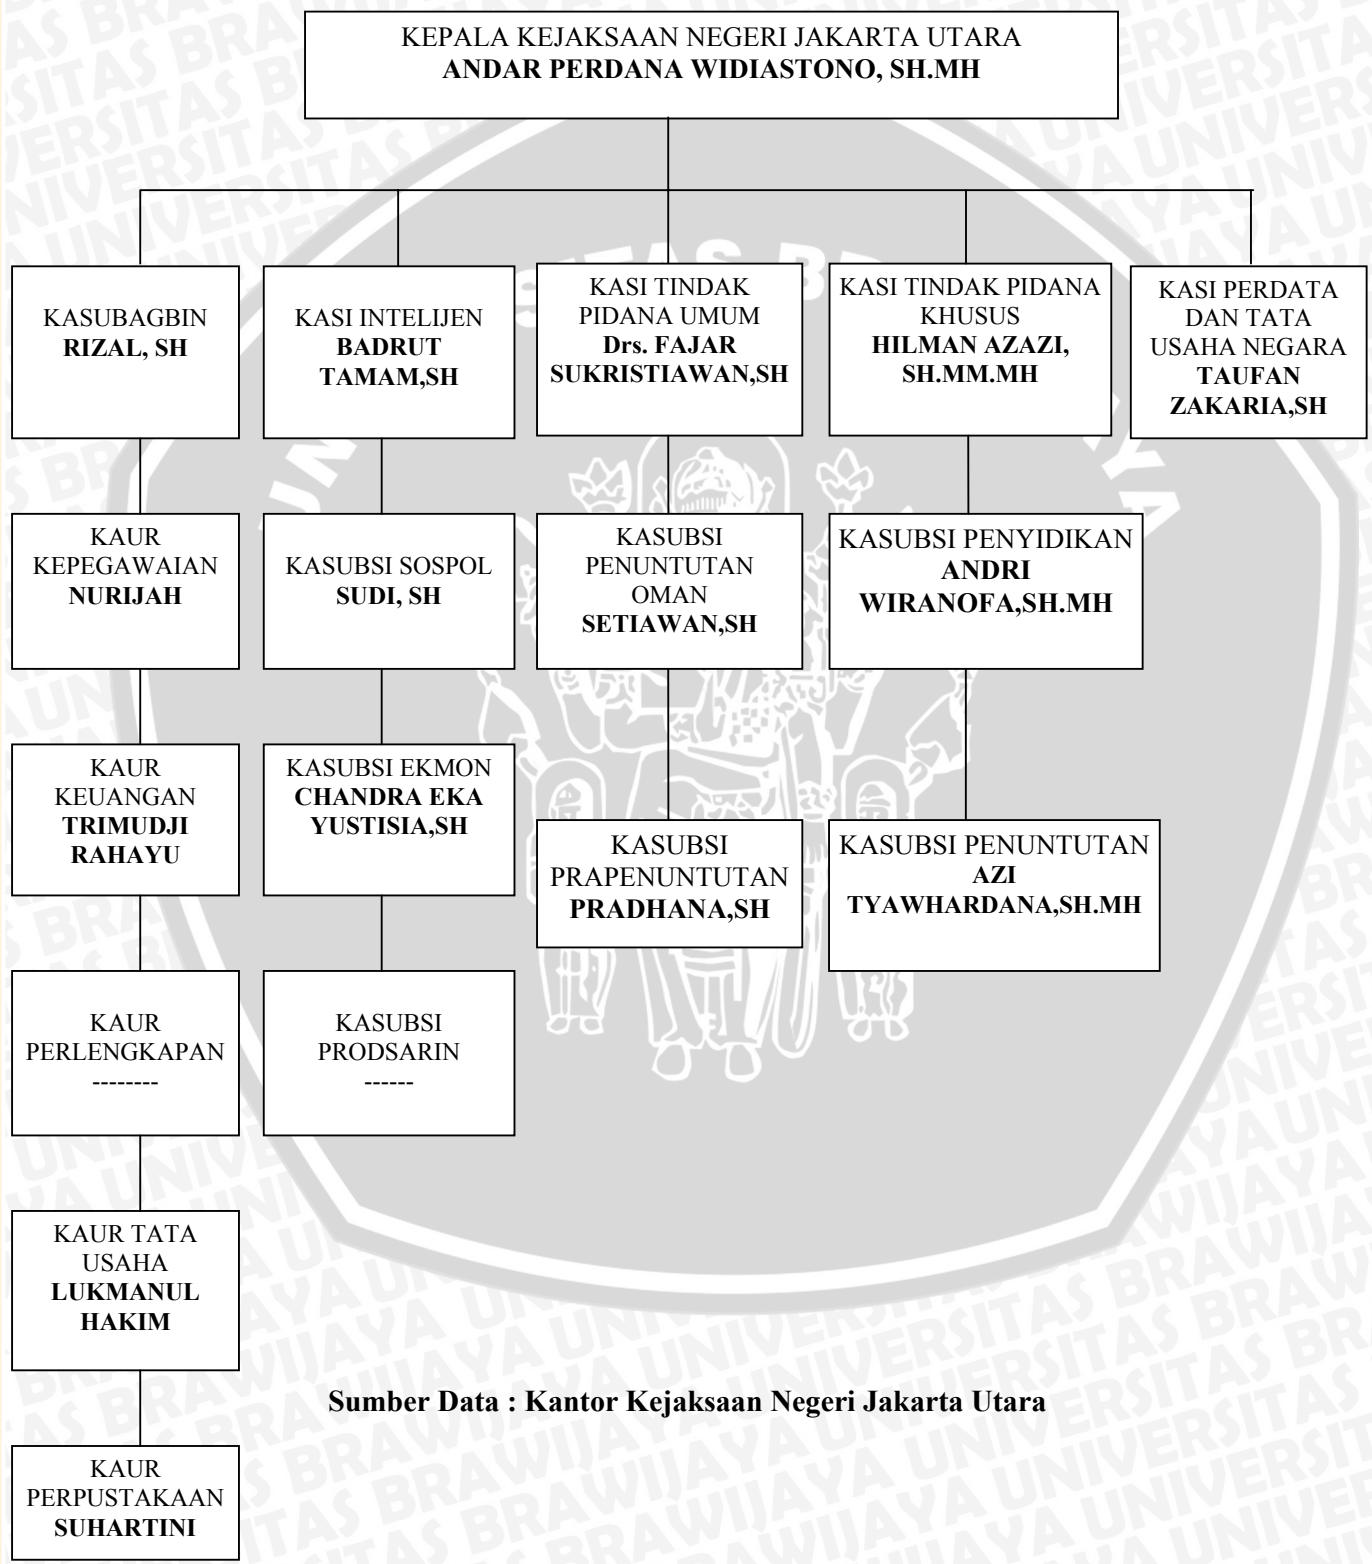 KEPALA KEJAKSAAN NEGERI JAKARTA UTARA
ANDAR PERDANA WIDIASTONO, SH.MH
KASUBAGBIN
RIZAL, SH
KASI INTELIJEN
BADRUT
TAMAM,SH
KASI TINDAK
PIDANA UMUM
Drs. FAJAR
SUKRISTIAWAN,SH
KASI TINDAK PIDANA
KHUSUS
HILMAN AZAZI,
SH.MM.MH
KASI PERDATA
DAN TATA
USAHA NEGARA
TAUFAN
ZAKARIA,SH
KAUR
KEPEGAWAIAN
NURIJAH
KASUBSI SOSPOL
SUDI, SH
KASUBSI
PENUNTUTAN
OMAN
SETIAWAN,SH
KASUBSI PENYIDIKAN
ANDRI
WIRANOFA,SH.MH
KAUR
KEUANGAN
TRIMUDJI
RAHAYU
KASUBSI EKMON
CHANDRA EKA
YUSTISIA,SH
KASUBSI
PRAPENUNTUTAN
PRADHANA,SH
KASUBSI PENUNTUTAN
AZI
TYAWHARDANA,SH.MH
KAUR
PERLENGKAPAN
--------
KASUBSI
PRODSARIN
------
KAUR TATA
USAHA
LUKMANUL
HAKIM
Sumber Data : Kantor Kejaksaan Negeri Jakarta Utara
KAUR
PERPUSTAKAAN
SUHARTINI